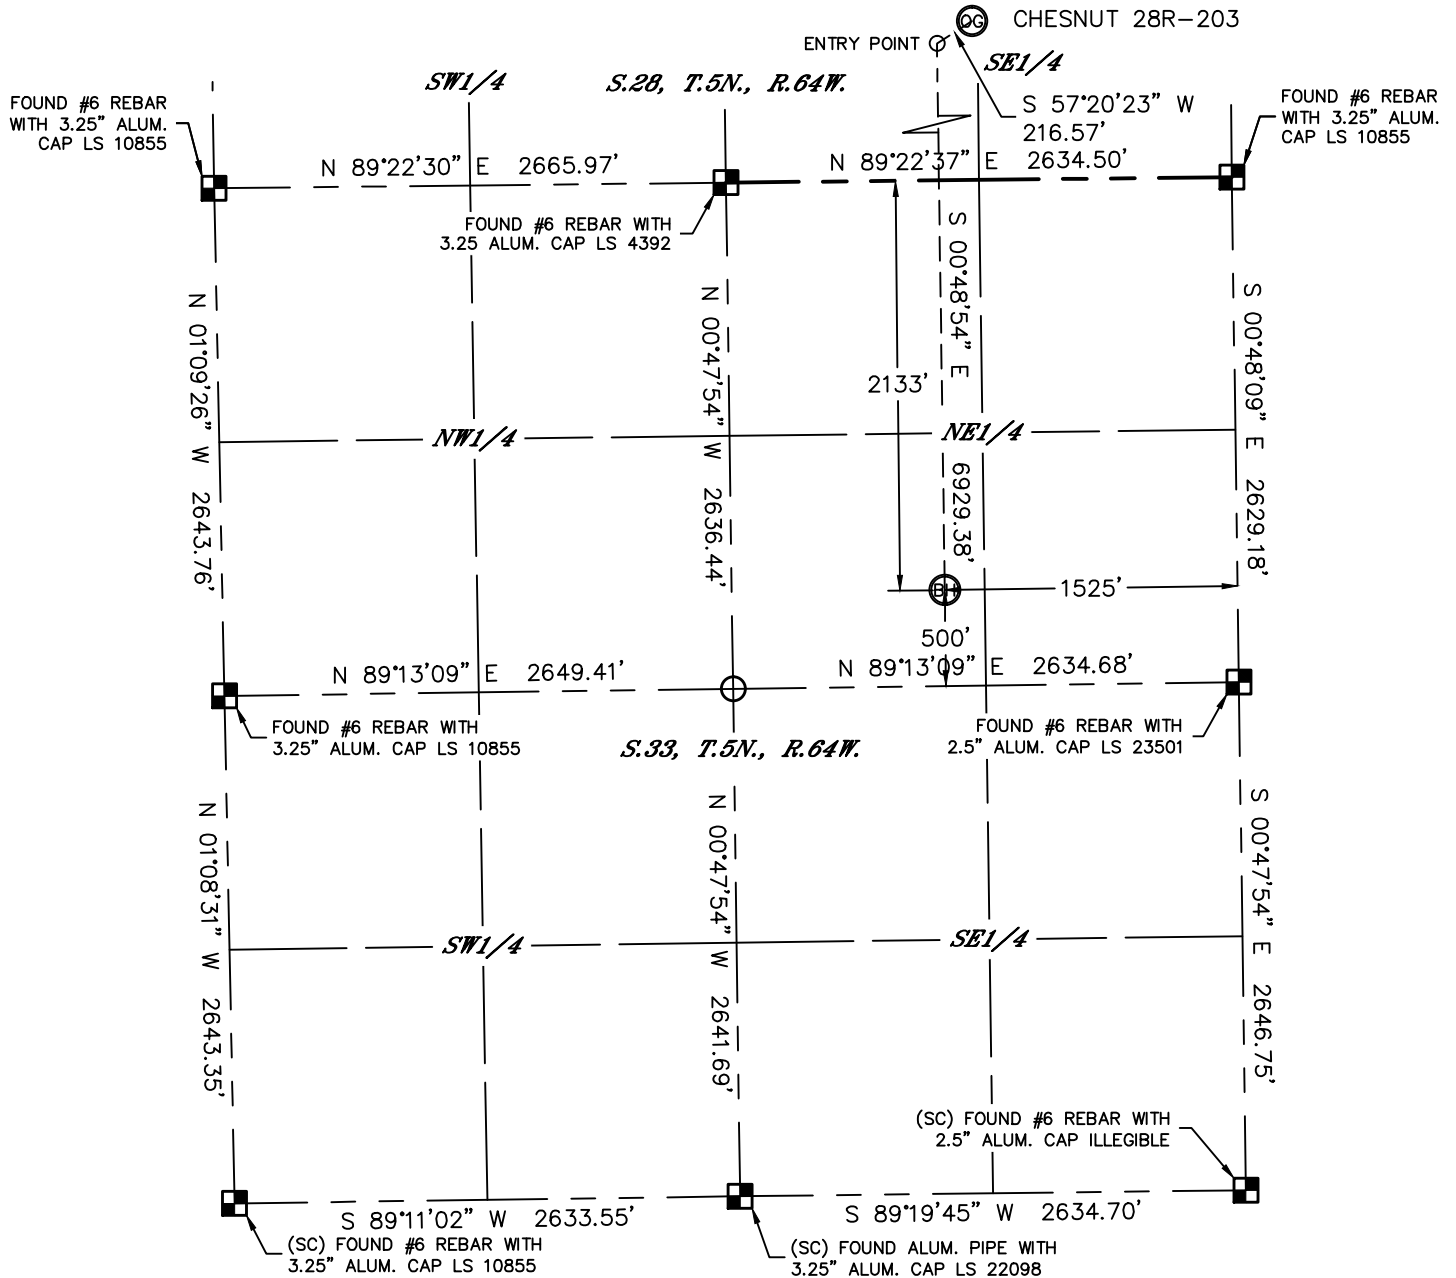 CHESNUT 28R-203
OG
ENTRY POINT
SW1/4
S.28, T.5N., R.64W.
SE1/4
FOUND #6 REBAR
WITH 3.25" ALUM.
CAP LS 10855
S 57°20'23" W
216.57'
FOUND #6 REBAR
WITH 3.25" ALUM.
CAP LS 10855
N 89°22'30" E 2665.97'
N 89°22'37" E 2634.50'
FOUND #6 REBAR WITH
3.25 ALUM. CAP LS 4392
N 01°09'26" W 2643.76'
N 00°47'54" W 2636.44'
S 00°48'54" E 6929.38'
S 00°48'09" E 2629.18'
2133'
NW1/4
NE1/4
BH
1525'
500'
N 89°13'09" E 2649.41'
N 89°13'09" E 2634.68'
FOUND #6 REBAR WITH
3.25" ALUM. CAP LS 10855
FOUND #6 REBAR WITH
2.5" ALUM. CAP LS 23501
S.33, T.5N., R.64W.
N 01°08'31" W 2643.35'
N 00°47'54" W 2641.69'
S 00°47'54" E 2646.75'
SW1/4
SE1/4
(SC) FOUND #6 REBAR WITH
2.5" ALUM. CAP ILLEGIBLE
S 89°11'02" W 2633.55'
S 89°19'45" W 2634.70'
(SC) FOUND #6 REBAR WITH
3.25" ALUM. CAP LS 10855
(SC) FOUND ALUM. PIPE WITH
3.25" ALUM. CAP LS 22098